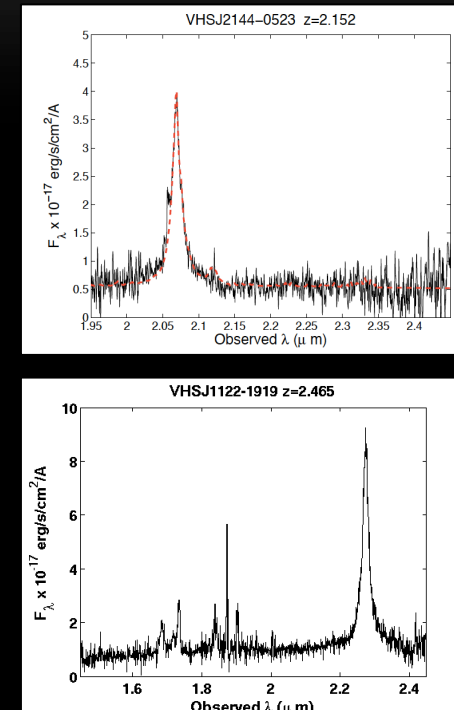 VHSJ2144−0523 z=2.152
5
4.5
4
3.5
3
2.5
2
1.5
1
0.5
0
F_λ x 10^−17 erg/s/cm^2/A
1.95 2 2.05 2.1 2.15 2.2 2.25 2.3 2.35 2.4
Observed λ (μ m)
VHSJ1122-1919 z=2.465
10
8
6
4
2
0
F_λ x 10^-17 erg/s/cm^2/A
1.6 1.8 2.0 2.2 2.4
Observed λ (μ m)